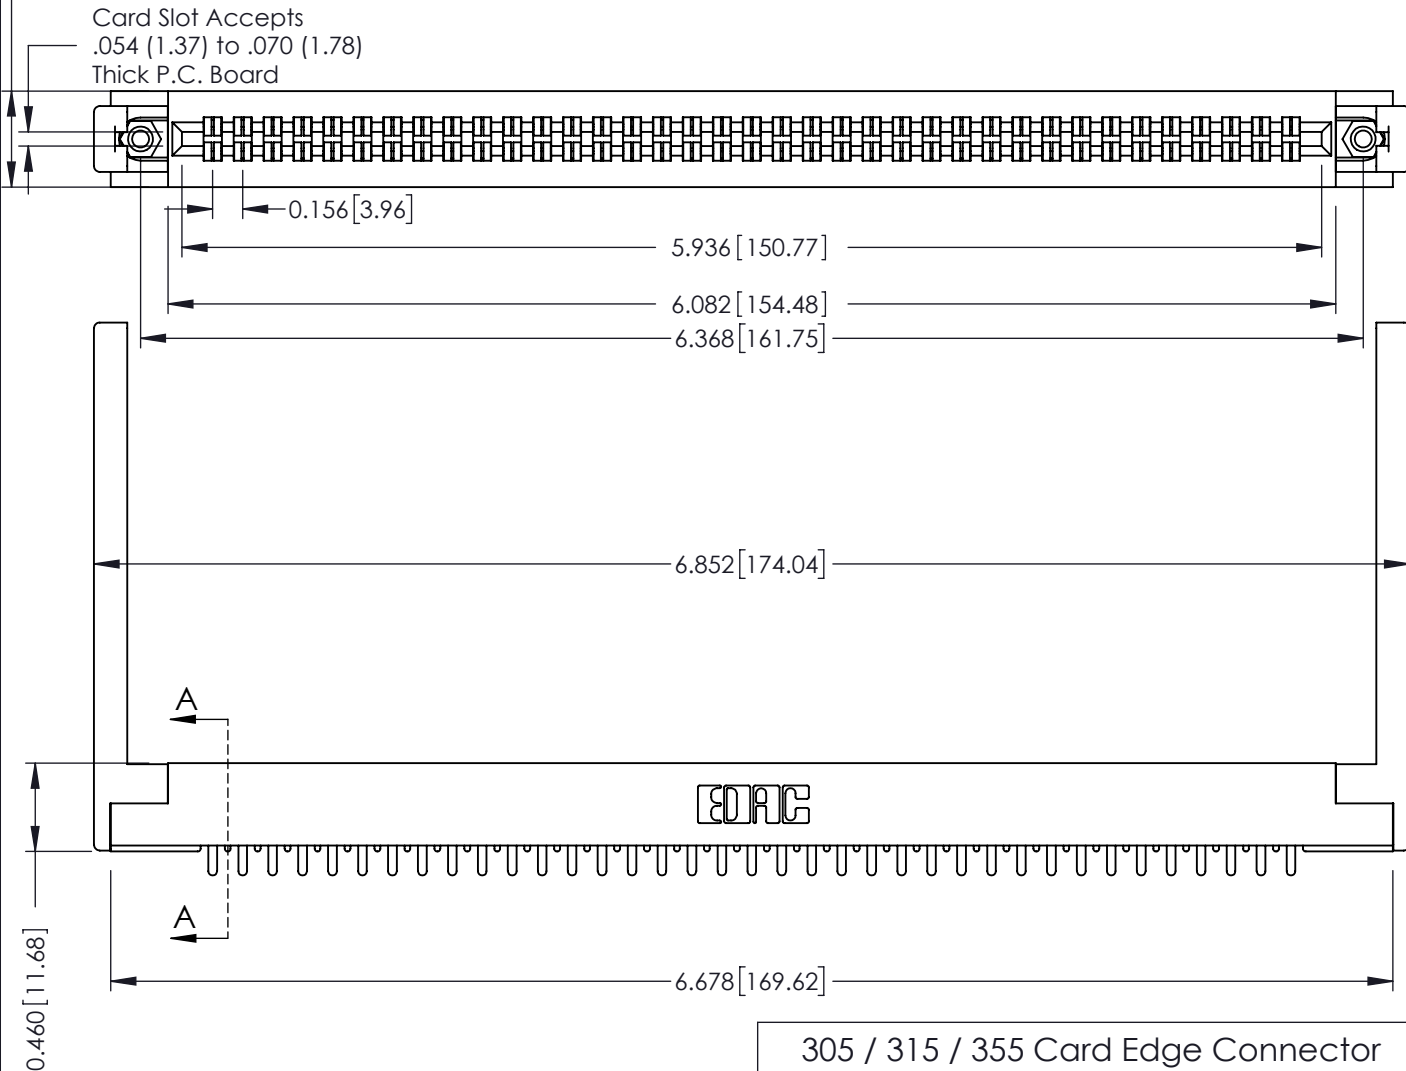 Card Slot Accepts
.054 (1.37) to .070 (1.78)
Thick P.C. Board
0.156[3.96]
5.936[150.77]
6.082[154.48]
6.368[161.75]
6.852[174.04]
A
EDAC
A
0.460[11.68]
6.678[169.62]
305 / 315 / 355 Card Edge Connector